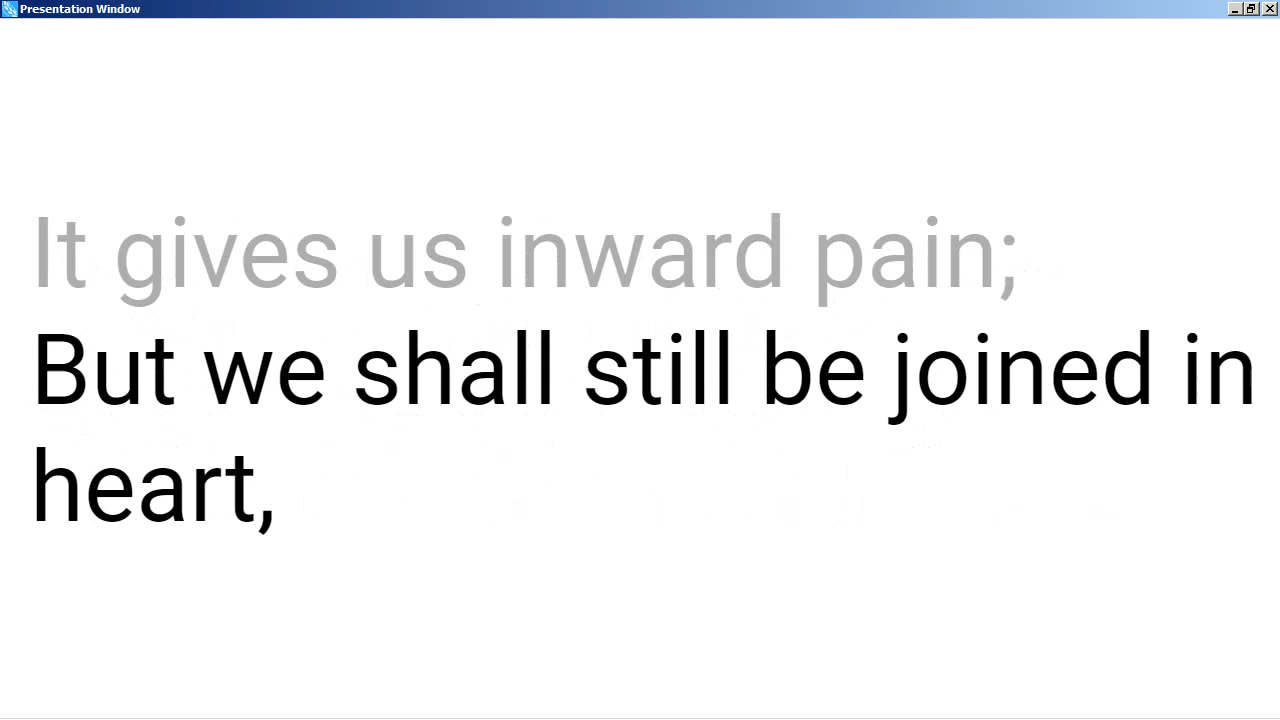 Presentation Window
It gives us inward pain;
But we shall still be joined in
heart,